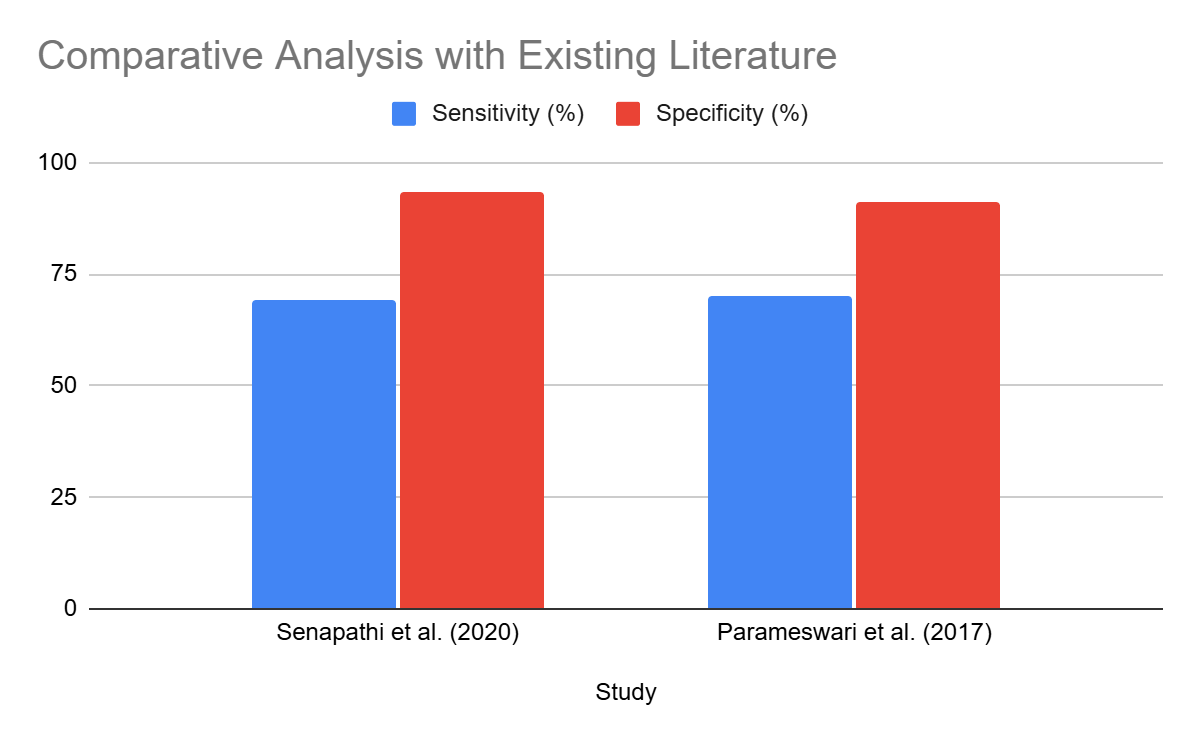 Comparative Analysis with Existing Literature
Sensitivity (%) Specificity (%)
100
75
50
25
0
Senapathi et al. (2020) Parameswari et al. (2017)
Study